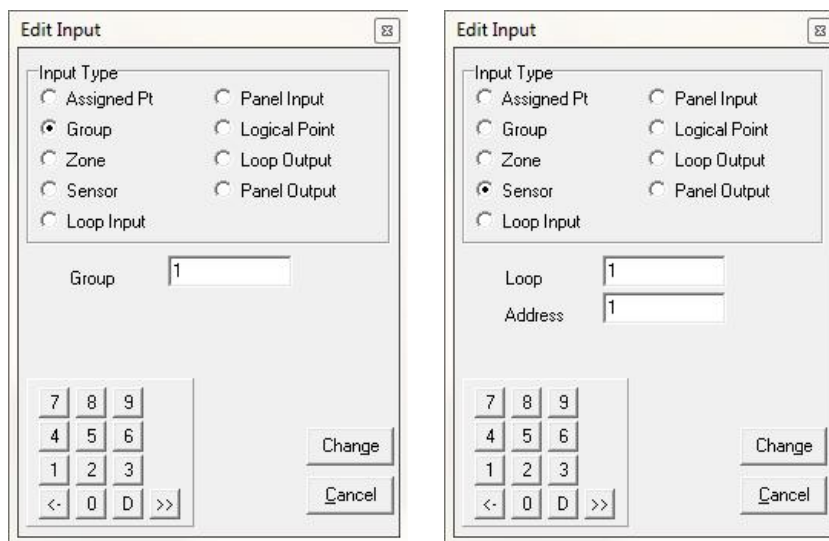 Edit Input
Input Type
Assigned Pt Panel Input
Group Logical Point
Zone Loop Output
Sensor Panel Output
Loop Input
Group 1
7 8 9
4 5 6
1 2 3
<- 0 D >>
Change
Cancel
Edit Input
Input Type
Assigned Pt Panel Input
Group Logical Point
Zone Loop Output
Sensor Panel Output
Loop Input
Loop 1
Address 1
7 8 9
4 5 6
1 2 3
<- 0 D >>
Change
Cancel